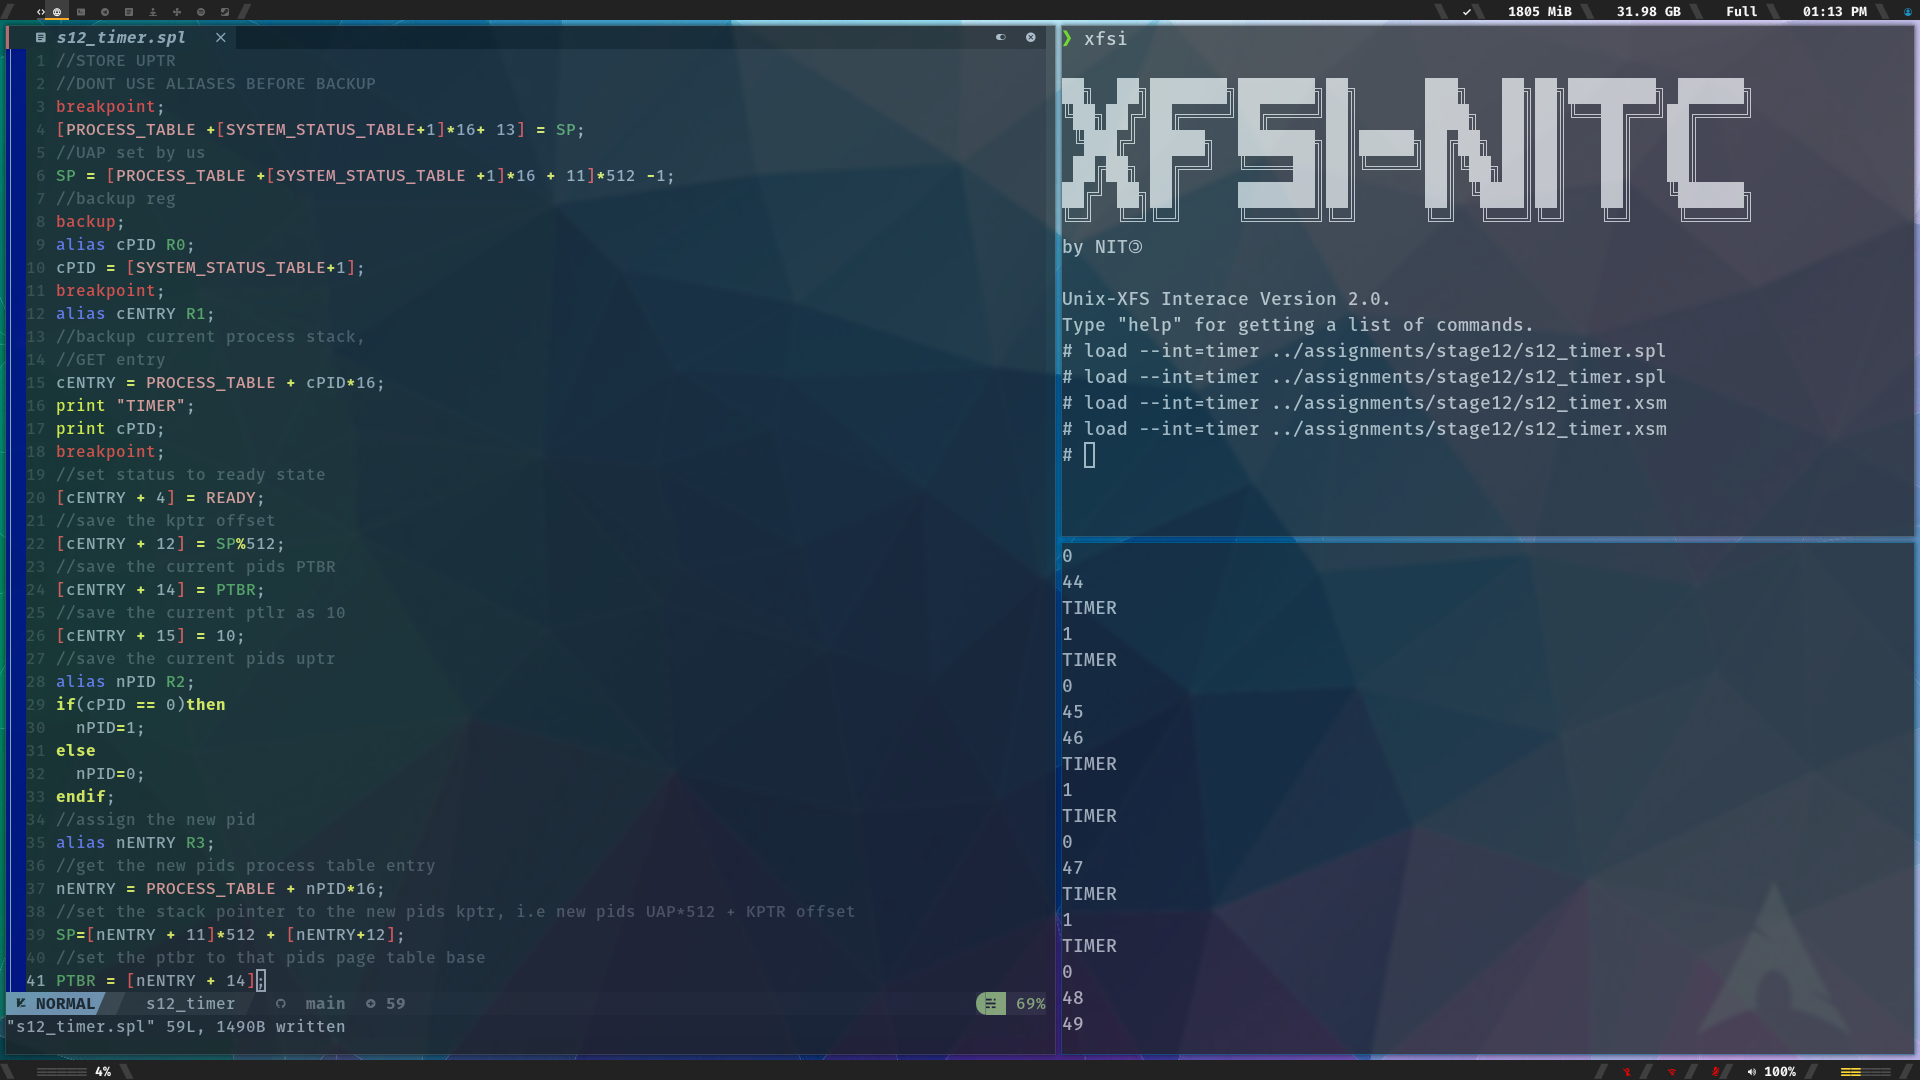 1805 MiB 31.98 GB Full 01:13 PM
s12_timer.spl
1 //STORE UPTR
2 //DONT USE ALIASES BEFORE BACKUP
3 breakpoint;
4 [PROCESS_TABLE +[SYSTEM_STATUS_TABLE+1]*16+ 13] = SP;
5 //UAP set by us
6 SP = [PROCESS_TABLE +[SYSTEM_STATUS_TABLE +1]*16 + 11]*512 -1;
7 //backup reg
8 backup;
9 alias cPID R0;
10 cPID = [SYSTEM_STATUS_TABLE+1];
11 breakpoint;
12 alias cENTRY R1;
13 //backup current process stack,
14 //GET entry
15 cENTRY = PROCESS_TABLE + cPID*16;
16 print "TIMER";
17 print cPID;
18 breakpoint;
19 //set status to ready state
20 [cENTRY + 4] = READY;
21 //save the kptr offset
22 [cENTRY + 12] = SP%512;
23 //save the current pids PTBR
24 [cENTRY + 14] = PTBR;
25 //save the current ptlr as 10
26 [cENTRY + 15] = 10;
27 //save the current pids uptr
28 alias nPID R2;
29 if(cPID == 0)then
30 nPID=1;
31 else
32 nPID=0;
33 endif;
34 //assign the new pid
35 alias nENTRY R3;
36 //get the new pids process table entry
37 nENTRY = PROCESS_TABLE + nPID*16;
38 //set the stack pointer to the new pids kptr, i.e new pids UAP*512 + KPTR offset
39 SP=[nENTRY + 11]*512 + [nENTRY+12];
40 //set the ptbr to that pids page table base
41 PTBR = [nENTRY + 14];
NORMAL s12_timer main 59 69%
"s12_timer.spl" 59L, 1490B written
❯ xfsi
XFSI-NITC
by NITC
Unix-XFS Interace Version 2.0.
Type "help" for getting a list of commands.
# load --int=timer ../assignments/stage12/s12_timer.spl
# load --int=timer ../assignments/stage12/s12_timer.spl
# load --int=timer ../assignments/stage12/s12_timer.xsm
# load --int=timer ../assignments/stage12/s12_timer.xsm
#
0
44
TIMER
1
TIMER
0
45
46
TIMER
1
TIMER
0
47
TIMER
1
TIMER
0
48
49
4% 100%